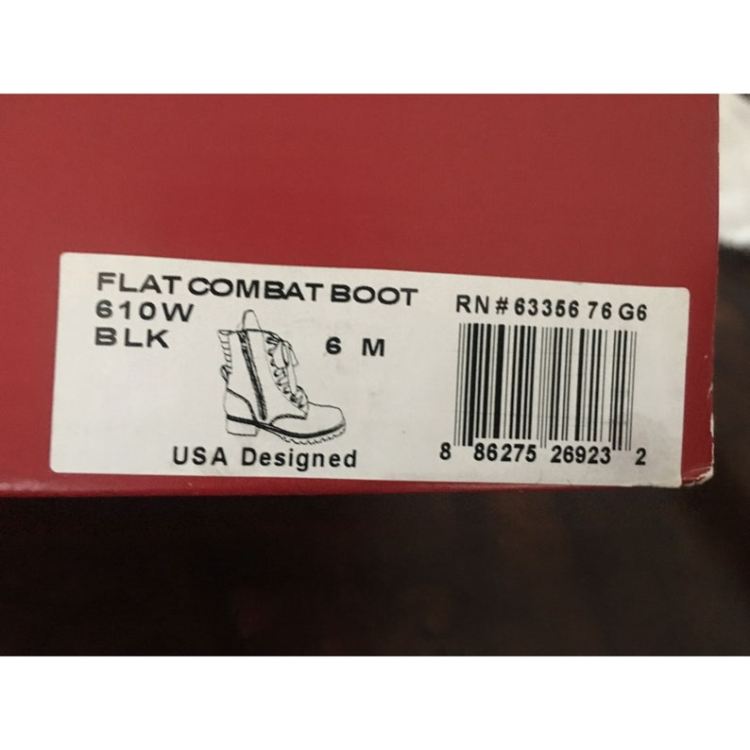 FLAT COMBAT BOOT
610W
BLK
6 M
USA Designed
RN # 63356 76 G6
8 86275 26923 2